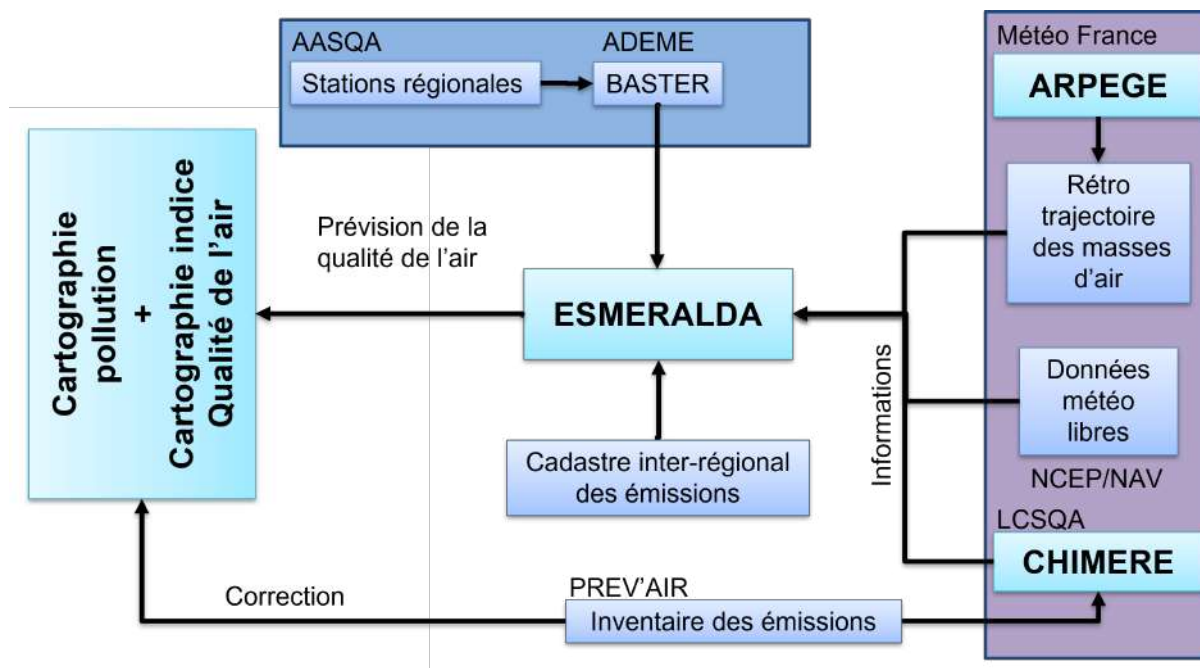 AASQA
Stations régionales
ADEME
BASTER
Météo France
ARPEGE
Rétro
trajectoire
des masses
d'air
Données
météo
libres
NCEP/NAV
LCSQA
CHIMERE
Informations
Prévision de la
qualité de l'air
ESMERALDA
Cartographie
pollution
+
Cartographie indice
Qualité de l'air
Cadastre inter-régional
des émissions
Correction
PREV'AIR
Inventaire des émissions